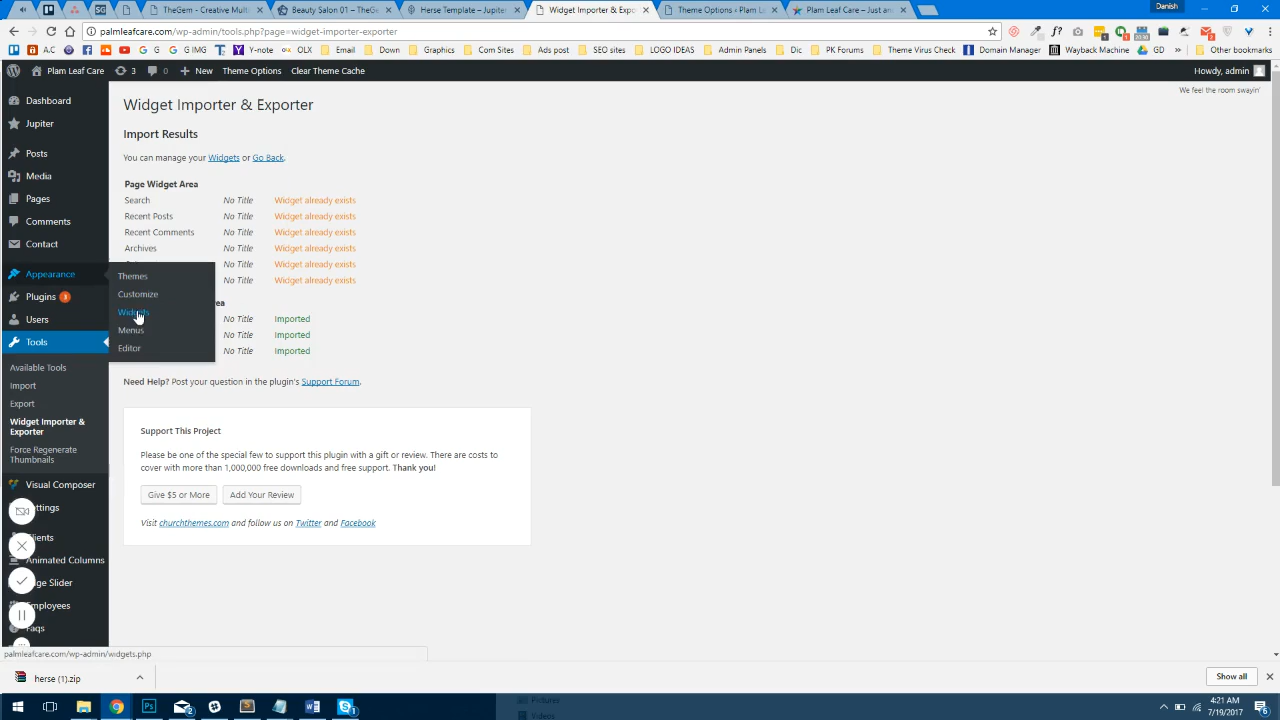 TheGem - Creative Multi
Beauty Salon 01 – TheGe
Herse Template – Jupiter
Widget Importer & Expo
Theme Options ‹ Plam L
Plam Leaf Care – Just an
Danish
palmleafcare.com/wp-admin/tools.php?page=widget-importer-exporter
A.C
G
G IMG
Y-note
OLX
Email
Down
Graphics
Com Sites
Ads post
SEO sites
LOGO IDEAS
Admin Panels
Dic
PK Forums
Theme Virus Check
Domain Manager
Wayback Machine
GD
Other bookmarks
Plam Leaf Care
3
0
+ New
Theme Options
Clear Theme Cache
Howdy, admin
We feel the room swayin'
Dashboard
Jupiter
Posts
Media
Pages
Comments
Contact
Appearance
Plugins 3
Users
Tools
Available Tools
Import
Export
Widget Importer &
Exporter
Force Regenerate
Thumbnails
Visual Composer
ttings
ients
Animated Columns
ge Slider
mployees
Faqs
Themes
Customize
Widgets
Menus
Editor
Widget Importer & Exporter
Import Results
You can manage your Widgets or Go Back.
Page Widget Area
Search No Title Widget already exists
Recent Posts No Title Widget already exists
Recent Comments No Title Widget already exists
Archives No Title Widget already exists
No Title Widget already exists
No Title Widget already exists
ea
No Title Imported
No Title Imported
No Title Imported
Need Help? Post your question in the plugin's Support Forum.
Support This Project
Please be one of the special few to support this plugin with a gift or review. There are costs to
cover with more than 1,000,000 free downloads and free support. Thank you!
Give $5 or More
Add Your Review
Visit churchthemes.com and follow us on Twitter and Facebook
palmleafcare.com/wp-admin/widgets.php
herse (1).zip
Show all
Pictures
Videos
4:21 AM
7/19/2017